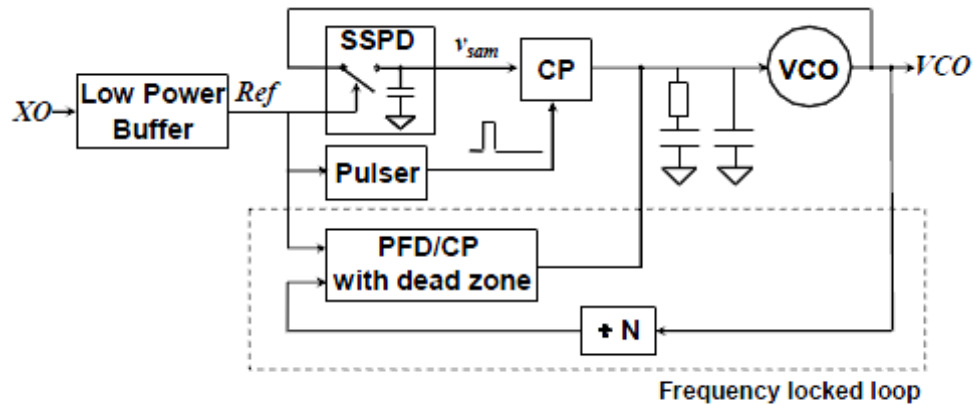 SSPD
v_sam
CP
VCO
VCO
XO
Low Power
Buffer
Ref
Pulser
PFD/CP
with dead zone
÷ N
Frequency locked loop